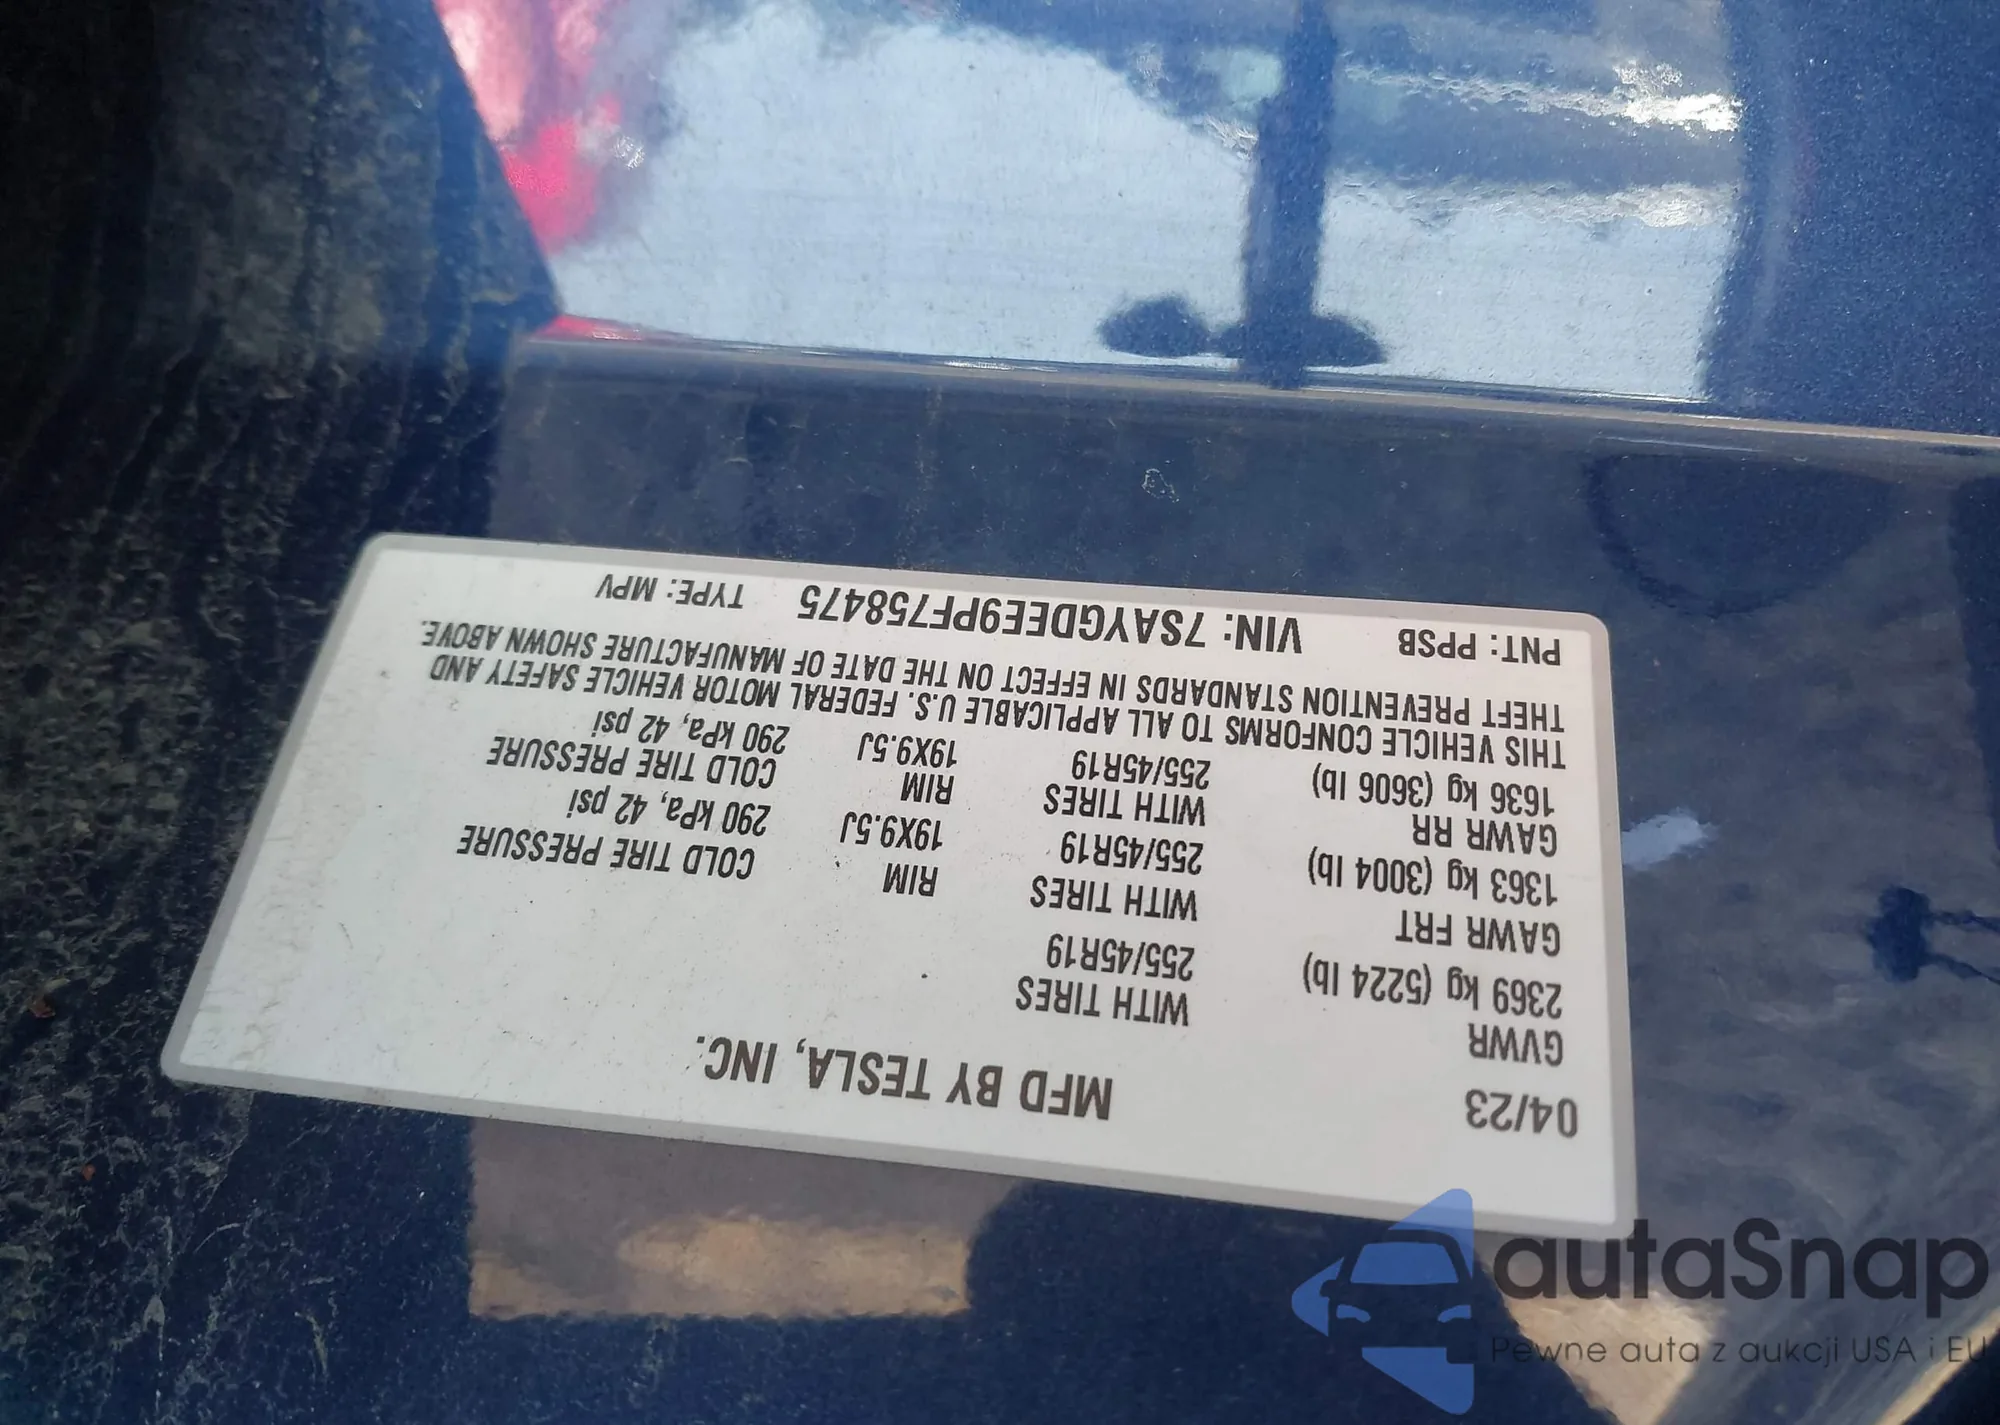 04/23 MFD BY TESLA, INC.
GVWR WITH TIRES
2369 kg (5224 lb) 255/45R19
GAWR FRT WITH TIRES RIM COLD TIRE PRESSURE
1363 kg (3004 lb) 255/45R19 19X9.5J 290 kPa, 42 psi
GAWR RR WITH TIRES RIM COLD TIRE PRESSURE
1636 kg (3606 lb) 255/45R19 19X9.5J 290 kPa, 42 psi
THIS VEHICLE CONFORMS TO ALL APPLICABLE U.S. FEDERAL MOTOR VEHICLE SAFETY AND
THEFT PREVENTION STANDARDS IN EFFECT ON THE DATE OF MANUFACTURE SHOWN ABOVE.
PNT: PPSB VIN: 7SAYGDEE9PF758475 TYPE: MPV
autaSnap
Pewne auta z aukcji USA i EU